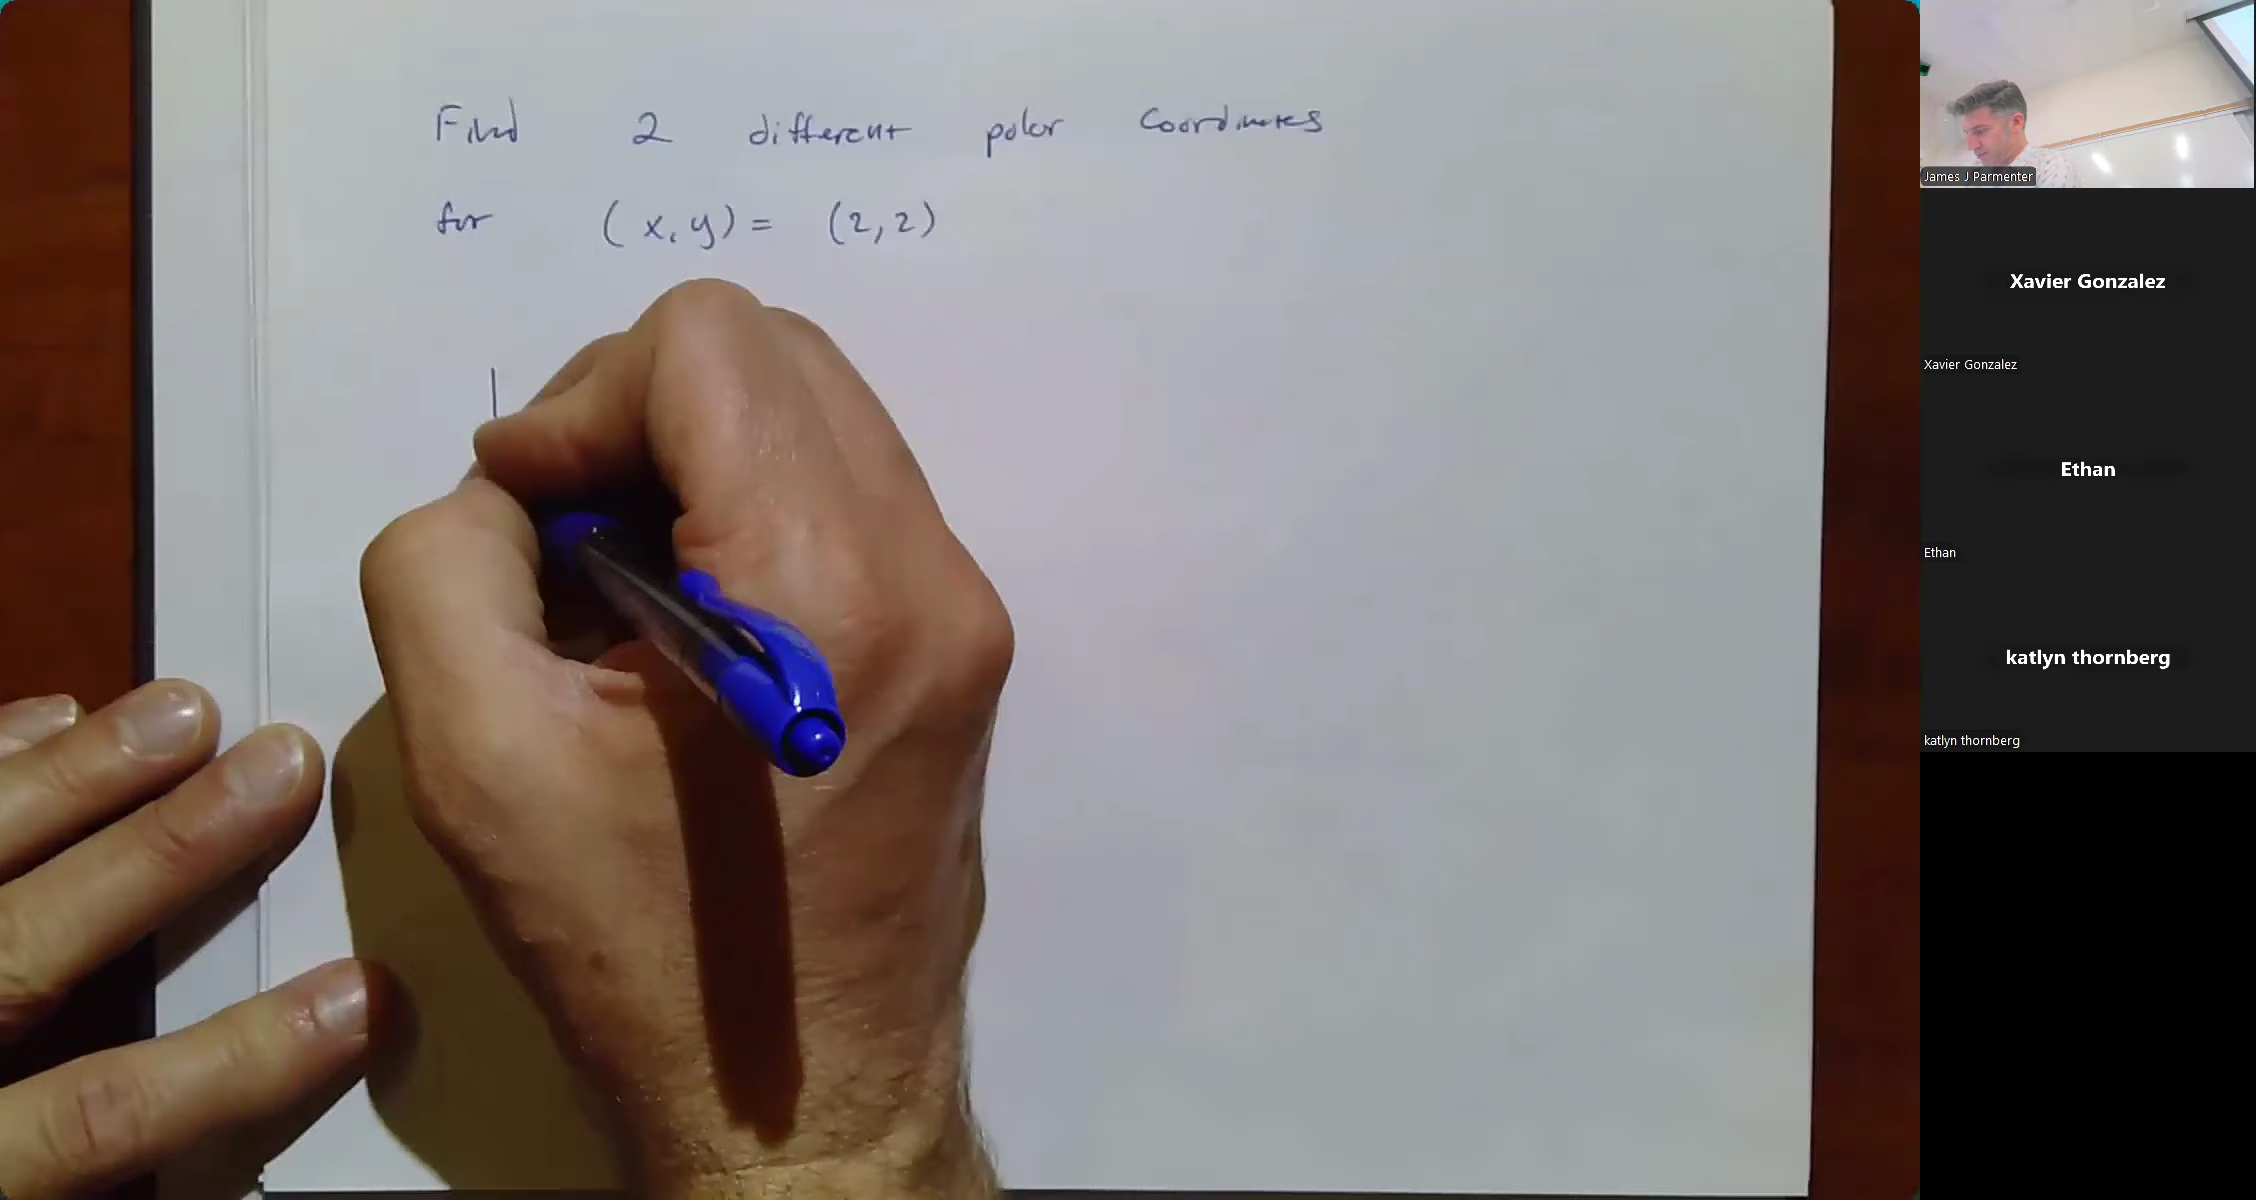 Find 2 different polar coordinates
for (x, y) = (2, 2)
James J Parmenter
Xavier Gonzalez
Xavier Gonzalez
Ethan
Ethan
katlyn thornberg
katlyn thornberg